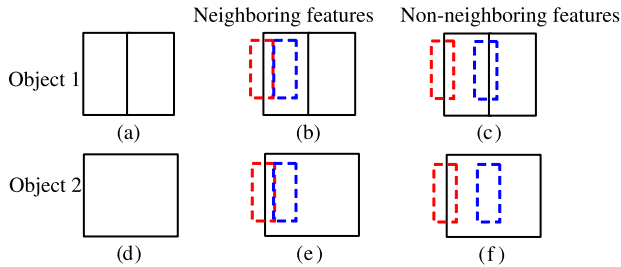 Neighboring features
Non-neighboring features
Object 1
(a)
(b)
(c)
Object 2
(d)
(e)
(f)